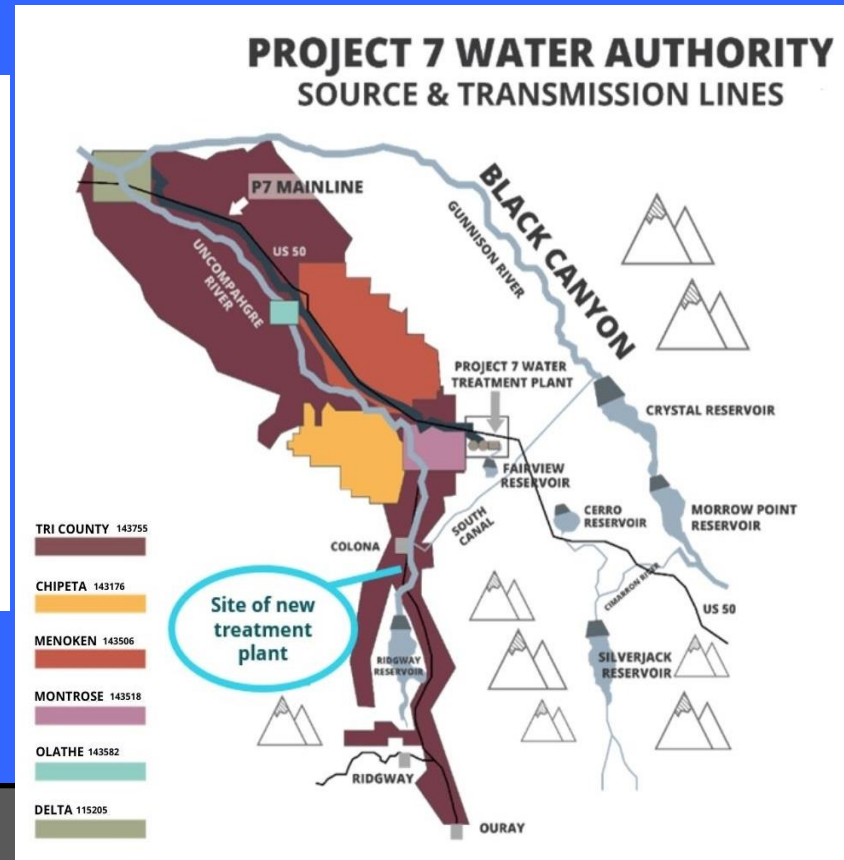 PROJECT 7 WATER AUTHORITY
SOURCE & TRANSMISSION LINES
P7 MAINLINE
US 50
UNCOMPAHGRE
RIVER
BLACK CANYON
GUNNISON RIVER
PROJECT 7 WATER
TREATMENT PLANT
CRYSTAL RESERVOIR
FAIRVIEW
RESERVOIR
CERRO
RESERVOIR
MORROW POINT
RESERVOIR
SOUTH
CANAL
COLONA
CIMARRON RIVER
US 50
Site of new
treatment
plant
RIDGWAY
RESERVOIR
SILVERJACK
RESERVOIR
RIDGWAY
OURAY
TRI COUNTY 143755
CHIPETA 143176
MENOKEN 143506
MONTROSE 143518
OLATHE 143582
DELTA 115205